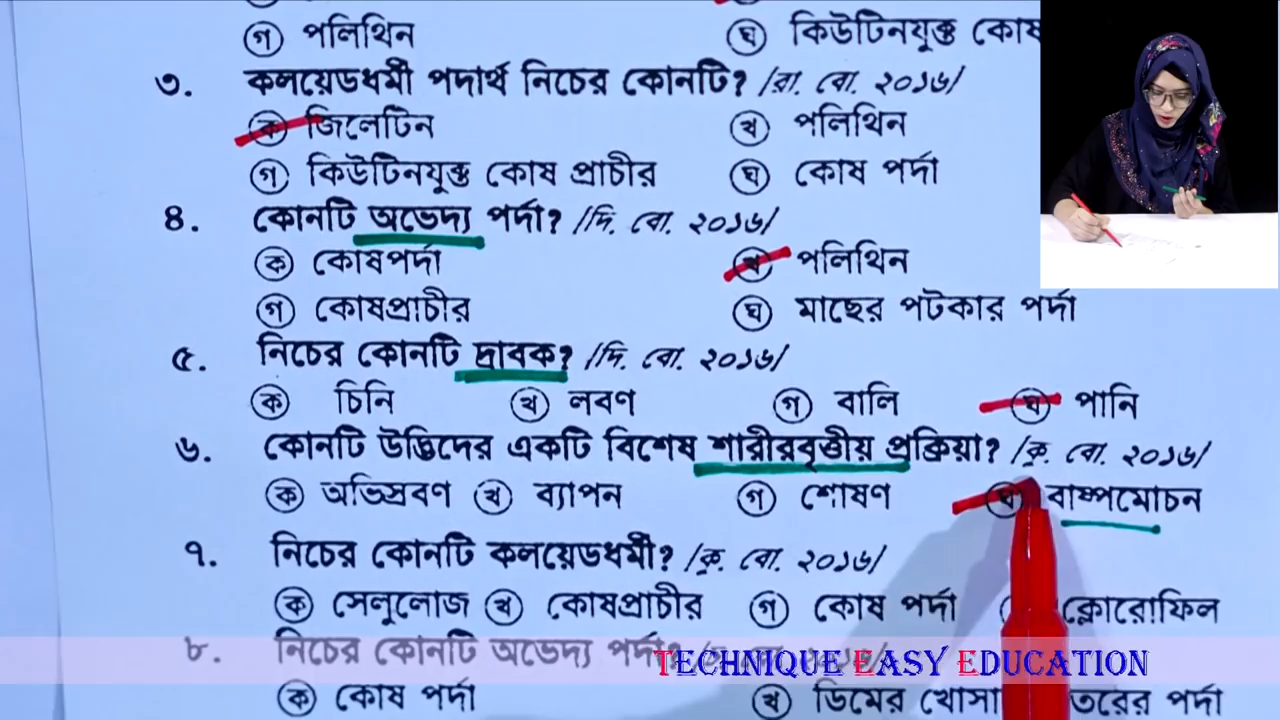 গ পলিথিন ঘ কিউটিনযুক্ত কোষ
৩. কলয়েডধর্মী পদার্থ নিচের কোনটি? /রা. বো. ২০১৬/
ক জিলেটিন খ পলিথিন
গ কিউটিনযুক্ত কোষ প্রাচীর ঘ কোষ পর্দা
৪. কোনটি অভেদ্য পর্দা? /দি. বো. ২০১৬/
ক কোষপর্দা খ পলিথিন
গ কোষপ্রাচীর ঘ মাছের পটকার পর্দা
৫. নিচের কোনটি দ্রাবক? /দি. বো. ২০১৬/
ক চিনি খ লবণ গ বালি ঘ পানি
৬. কোনটি উদ্ভিদের একটি বিশেষ শারীরবৃত্তীয় প্রক্রিয়া? /কু. বো. ২০১৬/
ক অভিস্রবণ খ ব্যাপন গ শোষণ ঘ বাষ্পমোচন
৭. নিচের কোনটি কলয়েডধর্মী? /কু. বো. ২০১৬/
ক সেলুলোজ খ কোষপ্রাচীর গ কোষ পর্দা ক্লোরোফিল
৮. নিচের কোনটি অভেদ্য পর্দা?
TECHNIQUE EASY EDUCATION
ক কোষ পর্দা খ ডিমের খোসা তরের পর্দা